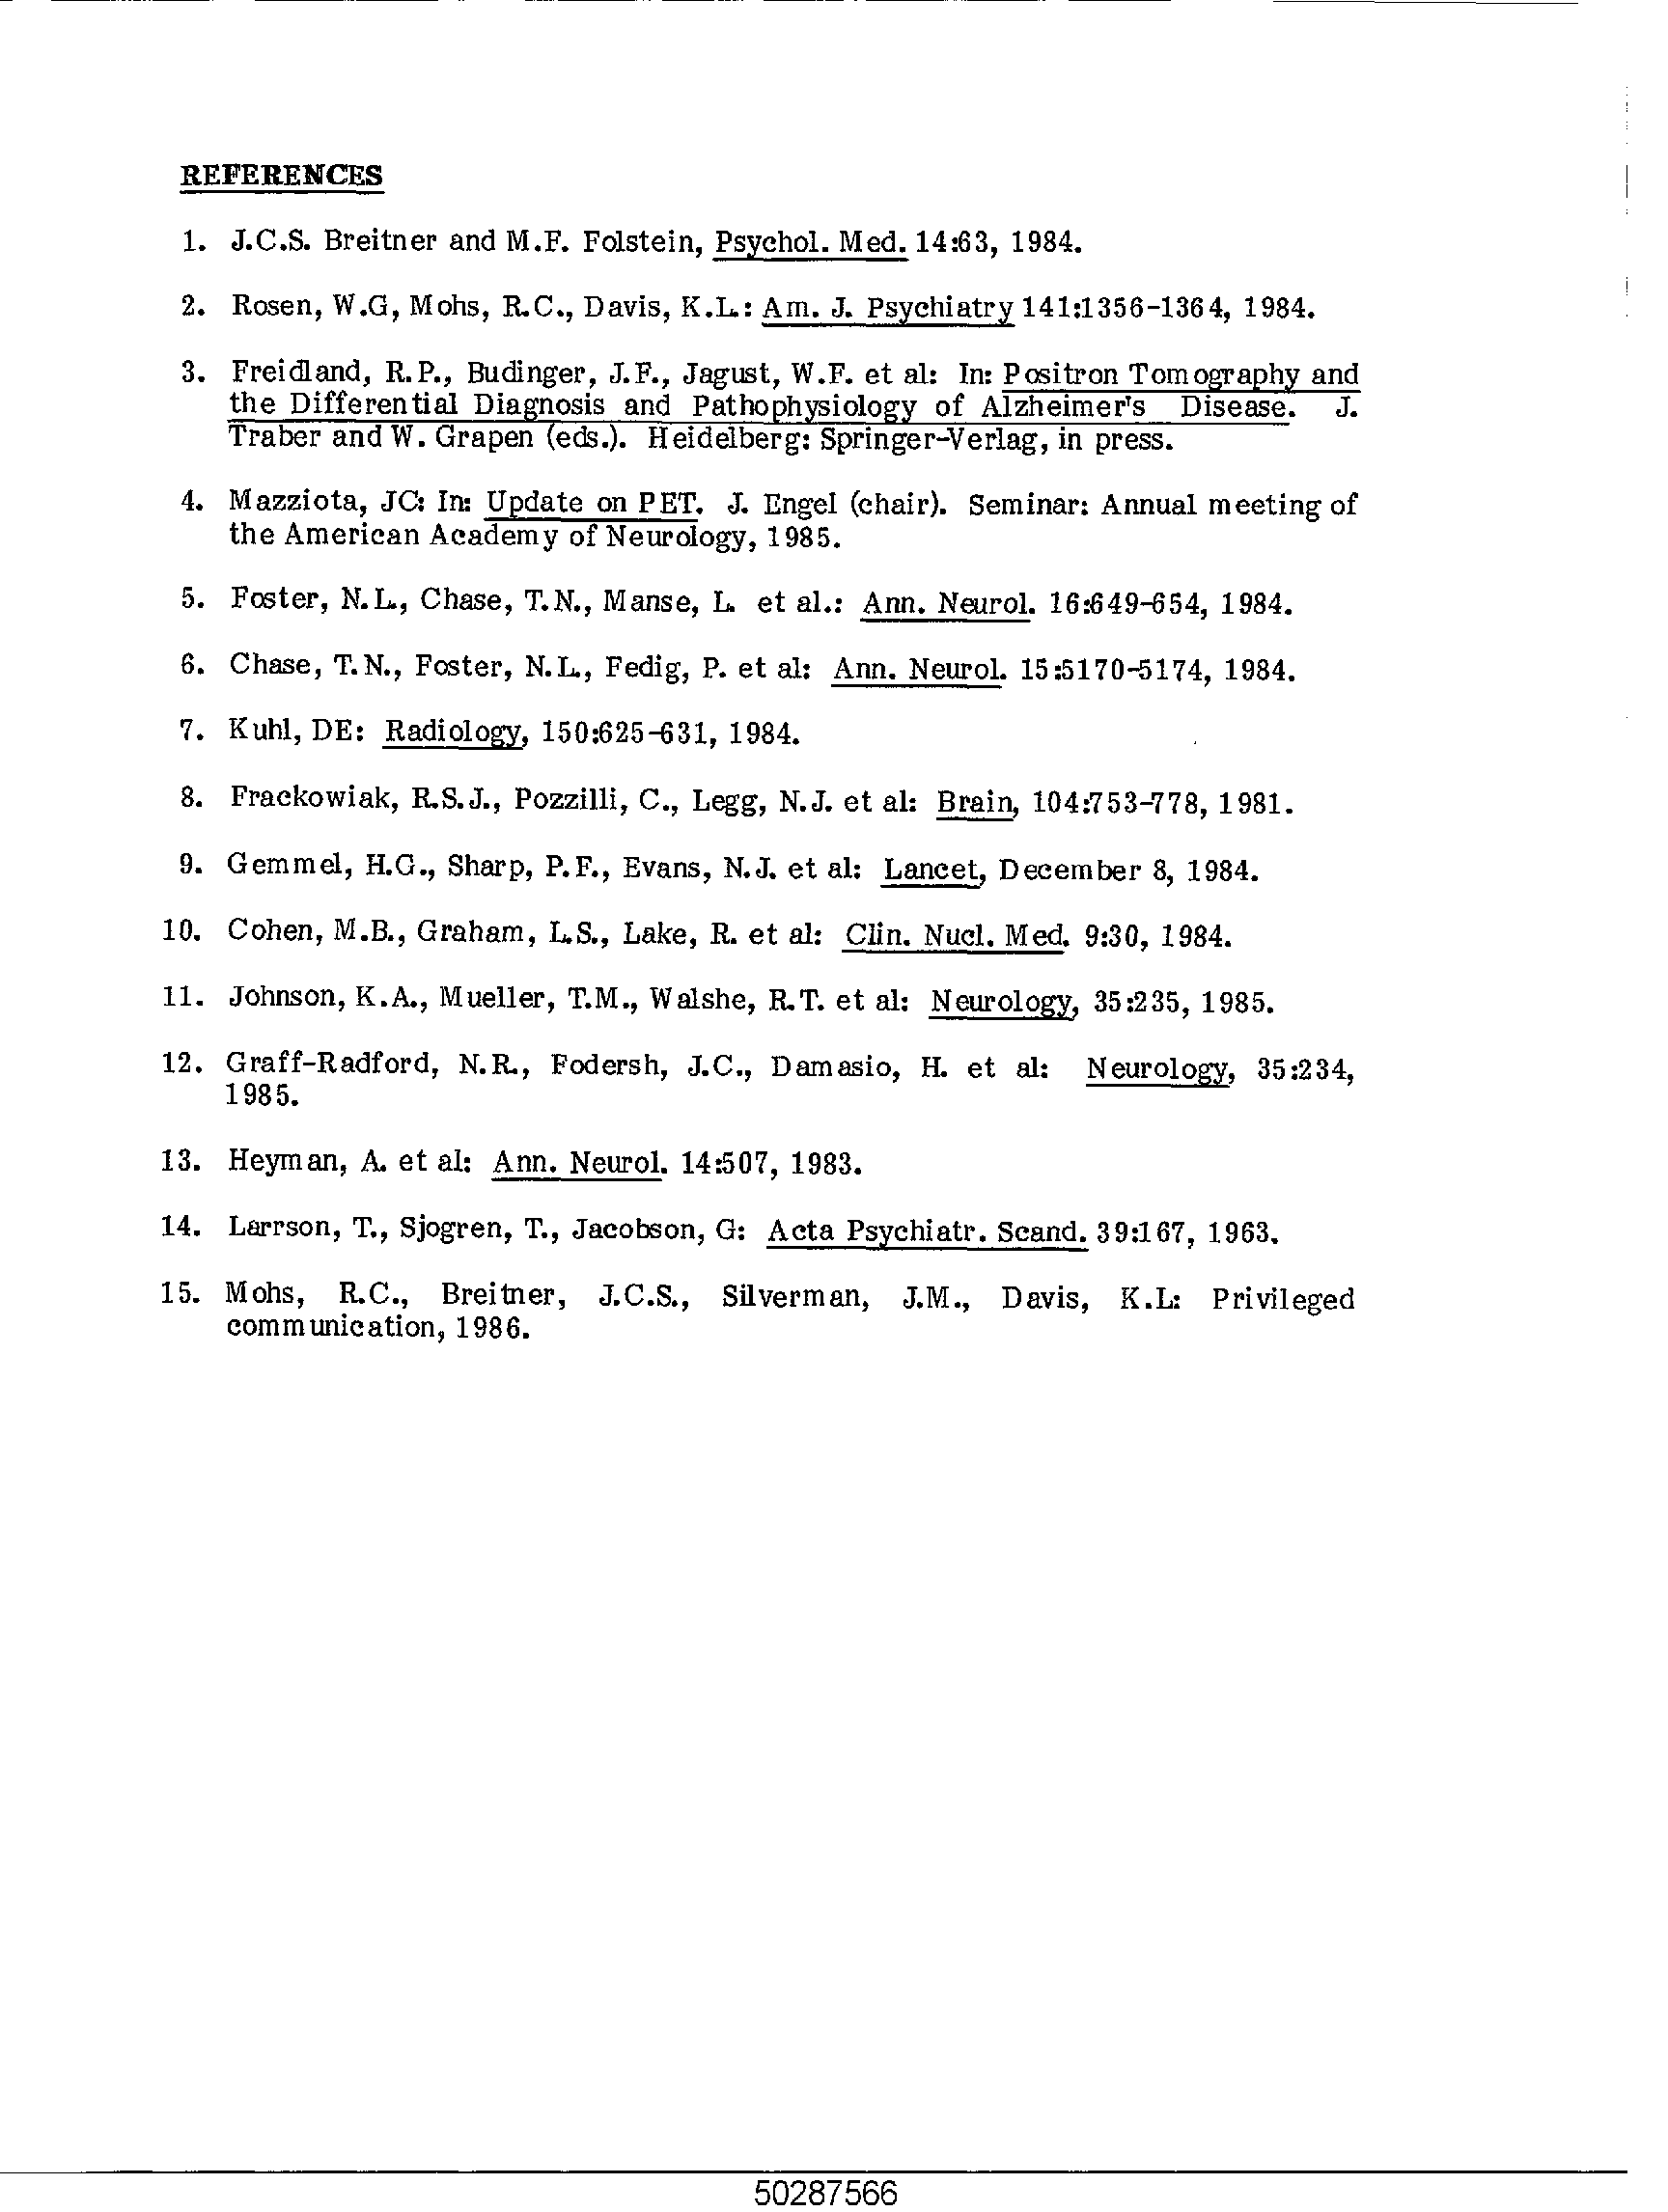 REFERENCES
1. J.C.S. Breitner and M.F. Folstein, Psychol. Med. 14:63, 1984.
2. Rosen, W.G, Mohs, R.C., Davis, K.L.: Am. J. Psychiatry 141:1356-1364, 1984.
3. Freidland, R.P., Budinger, J.F., Jagust, W.F. et al: In: Positron Tomography and
the Differential Diagnosis and Pathophysiology of Alzheimer's Disease. J.
Traber and W. Grapen (eds.). Heidelberg: Springer-Verlag, in press.
4. Mazziota, JC: In: Update on PET. J. Engel (chair). Seminar: Annual meeting of
the American Academy of Neurology, 1985.
5. Foster, N.L., Chase, T.N., Manse, L. et al.: Ann. Neurol. 16:649-654, 1984.
6. Chase, T.N., Foster, N.L., Fedig, P. et al: Ann. Neurol. 15:5170-5174, 1984.
7. Kuhl, DE: Radiology, 150:625-631, 1984.
8. Frackowiak, R.S.J., Pozzilli, C., Legg, N.J. et al: Brain, 104:753-778, 1981.
9. Gemmel, H.G., Sharp, P.F., Evans, N.J. et al: Lancet, December 8, 1984.
10. Cohen, M.B., Graham, L.S., Lake, R. et al: Clin. Nucl. Med. 9:30, 1984.
11. Johnson, K.A., Mueller, T.M., Walshe, R.T. et al: Neurology, 35:235, 1985.
12. Graff-Radford, N.R., Fodersh, J.C., Damasio, H. et al: Neurology, 35:234,
1985.
13. Heyman, A. et al: Ann. Neurol. 14:507, 1983.
14. Larrson, T., Sjogren, T., Jacobson, G: Acta Psychiatr. Scand. 39:167, 1963.
15. Mohs, R.C., Breitner, J.C.S., Silverman, J.M., Davis, K.L: Privileged
communication, 1986.
50287566